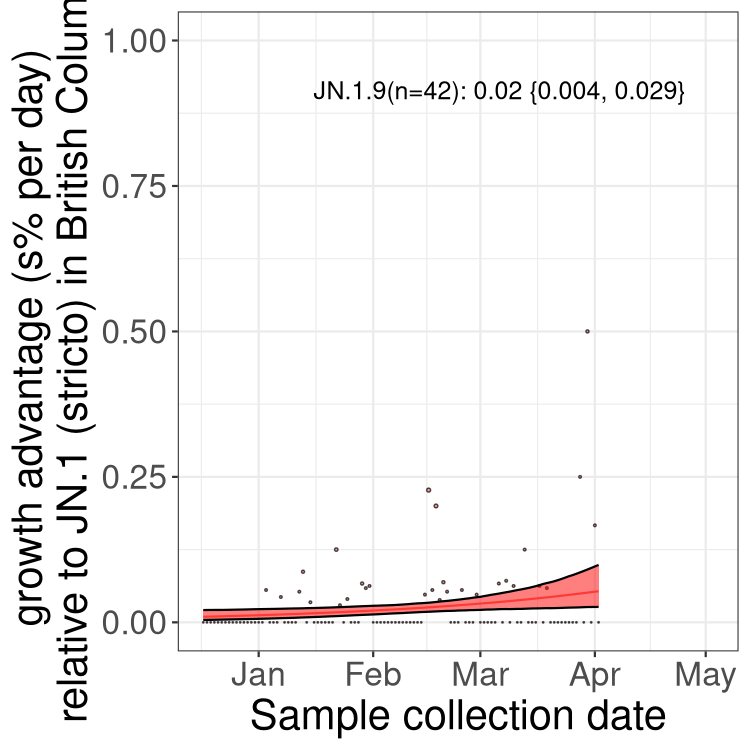 growth advantage (s% per day)
relative to JN.1 (stricto) in British Colum
1.00
0.75
0.50
0.25
0.00
JN.1.9(n=42): 0.02 {0.004, 0.029}
Jan Feb Mar Apr May
Sample collection date